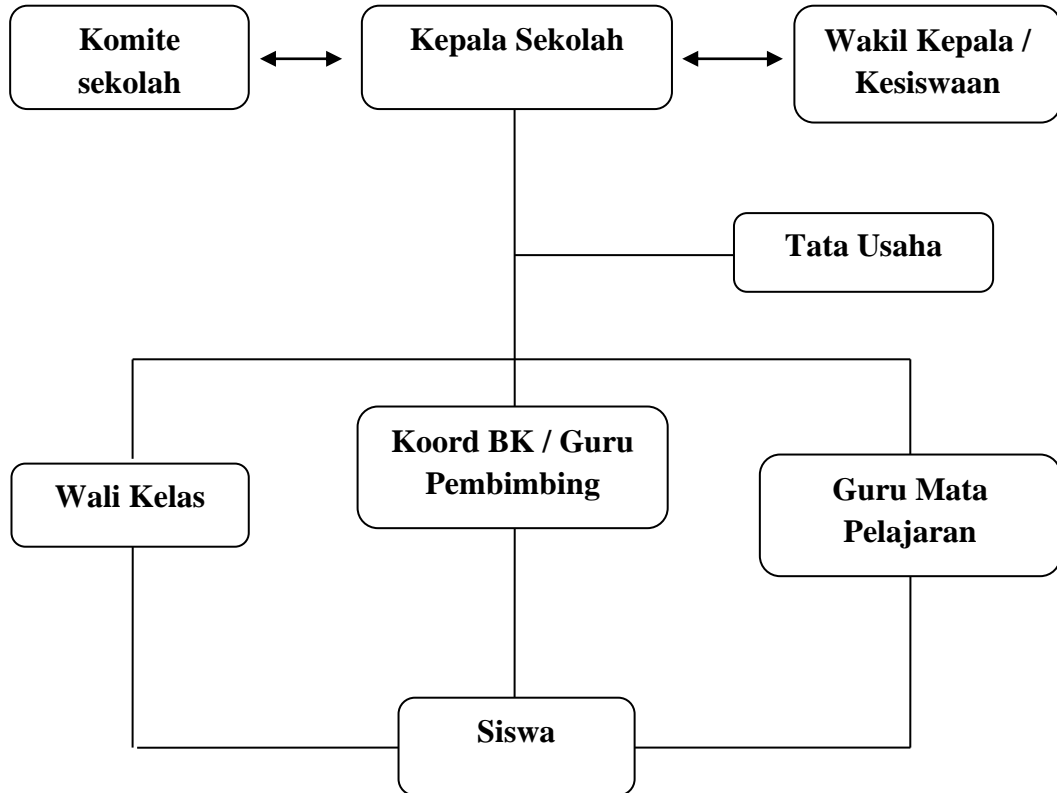 Komite
sekolah
Kepala Sekolah
Wakil Kepala /
Kesiswaan
Tata Usaha
Wali Kelas
Koord BK / Guru
Pembimbing
Guru Mata
Pelajaran
Siswa